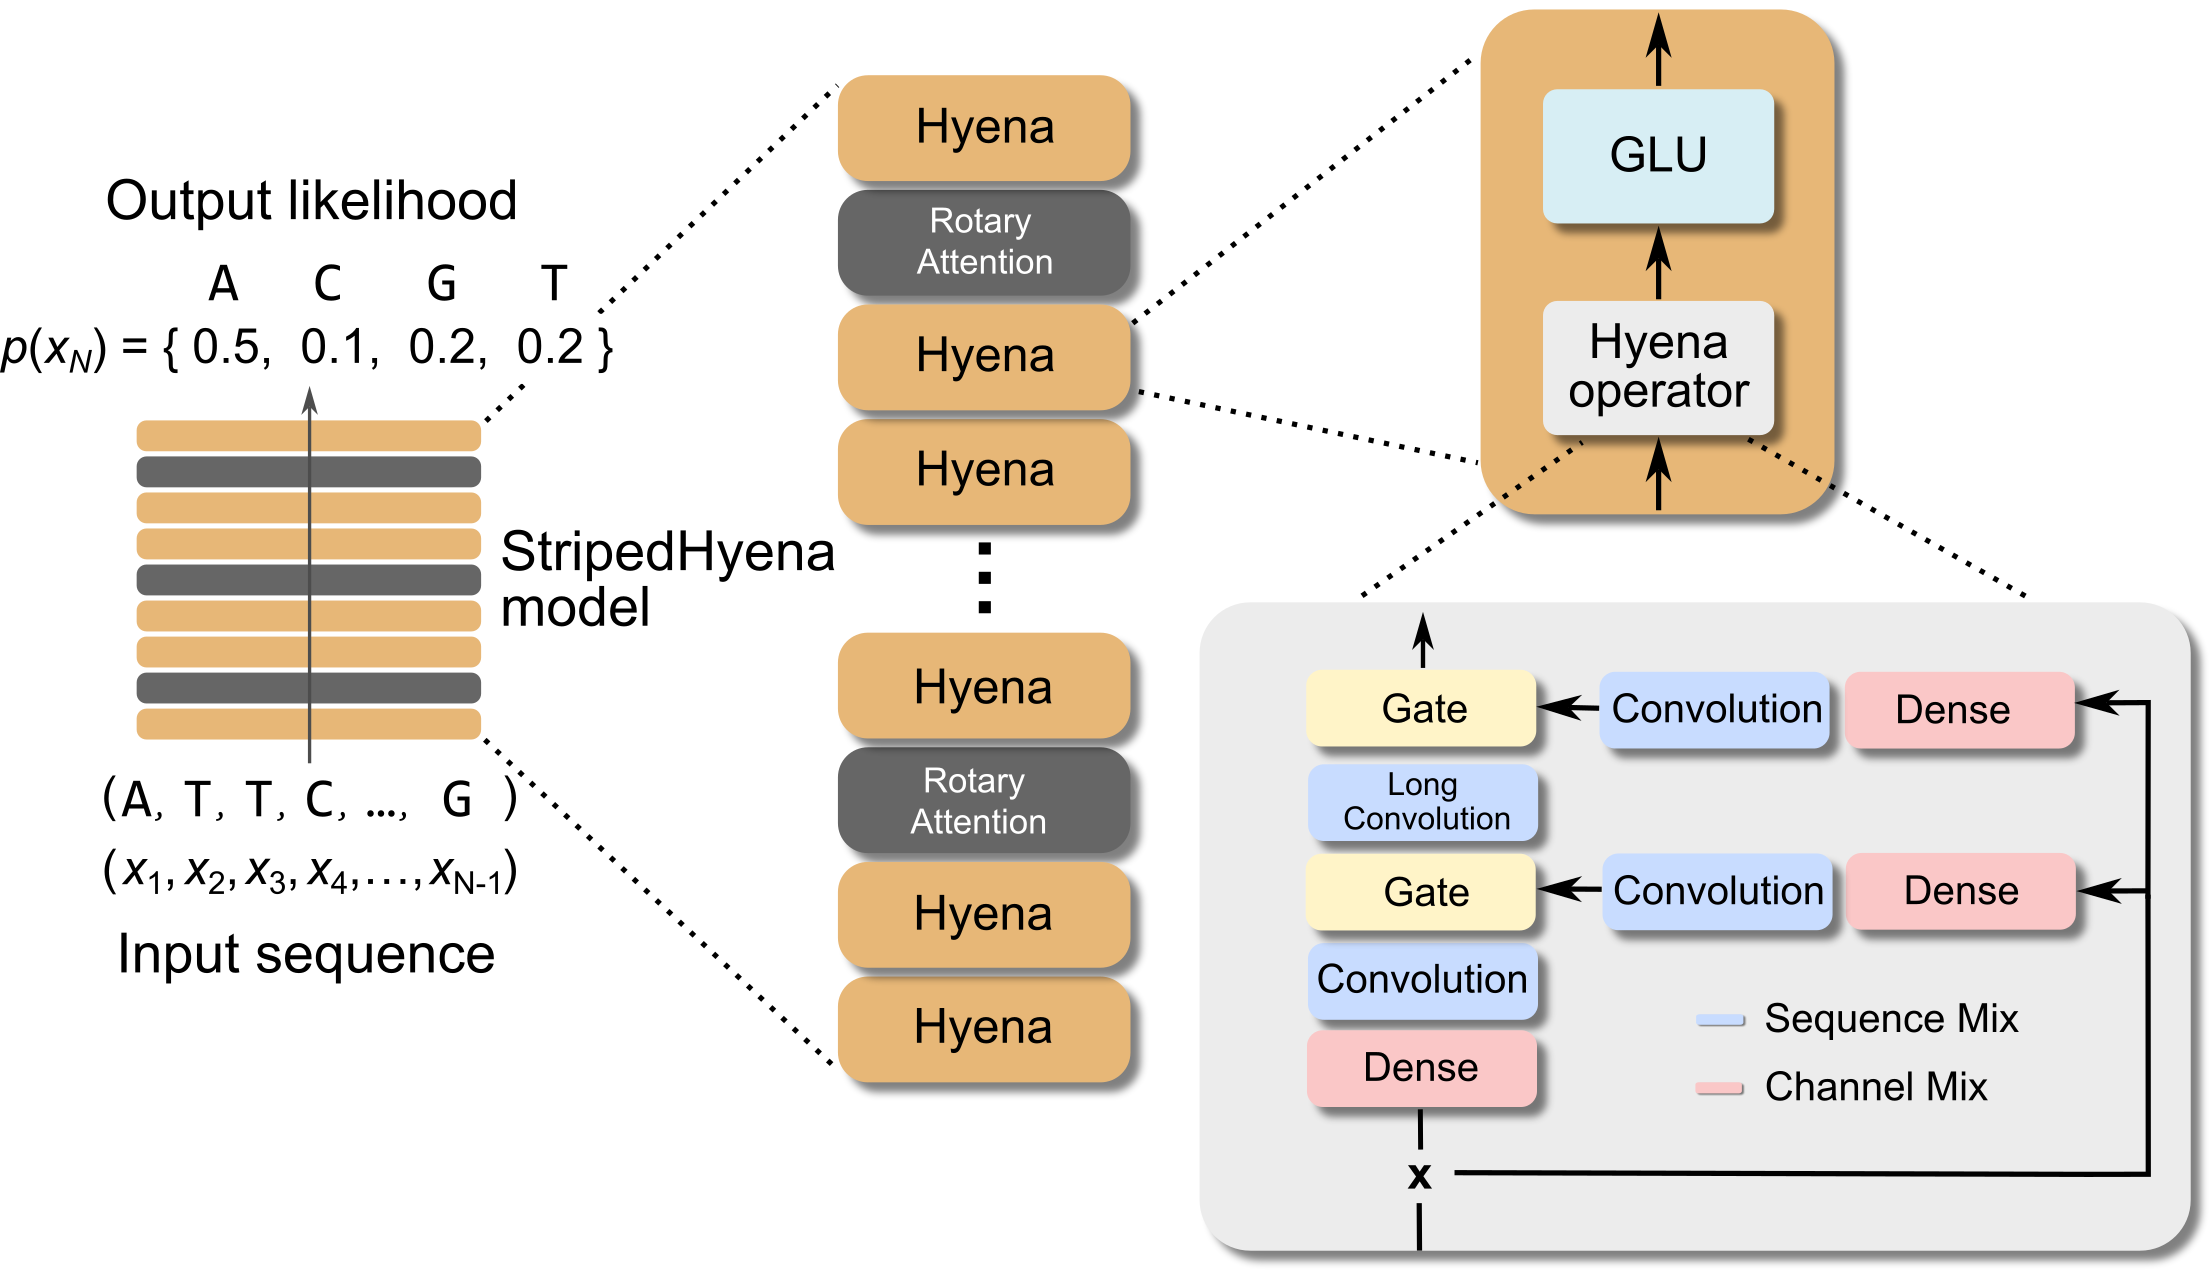 Output likelihood
A C G T
p(x_N) = { 0.5, 0.1, 0.2, 0.2 }
StripedHyena
model
(A, T, T, C, ..., G )
(x_1, x_2, x_3, x_4, ..., x_N-1)
Input sequence
Hyena
Rotary
Attention
Hyena
Hyena
Hyena
Rotary
Attention
Hyena
Hyena
GLU
Hyena
operator
Gate
Convolution
Dense
Long
Convolution
Gate
Convolution
Dense
Convolution
Dense
x
Sequence Mix
Channel Mix